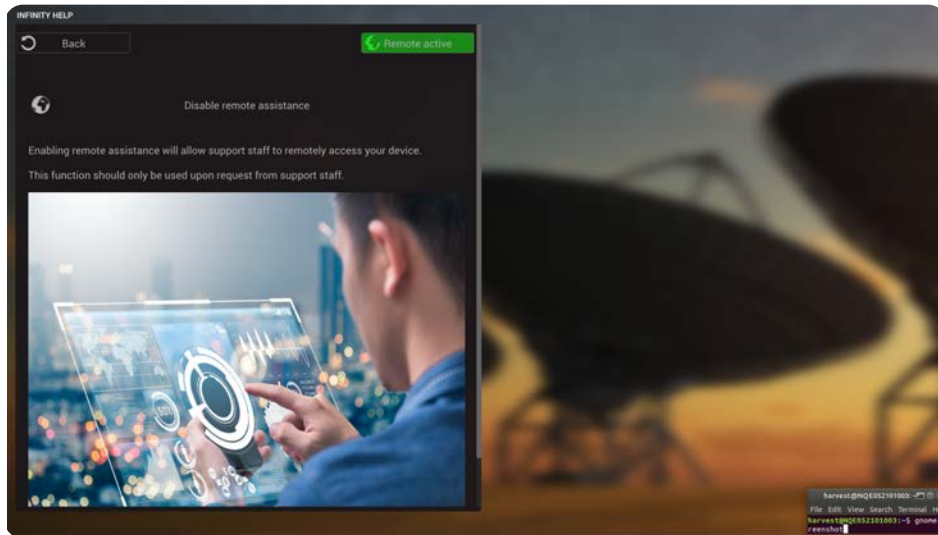 INFINITY HELP
Back
Remote active
Disable remote assistance
Enabling remote assistance will allow support staff to remotely access your device.
This function should only be used upon request from support staff.
harvest@NQE0S2101003: ~
File Edit View Search Terminal H
harvest@NQE0S2101003:~$ gnome
reenshot